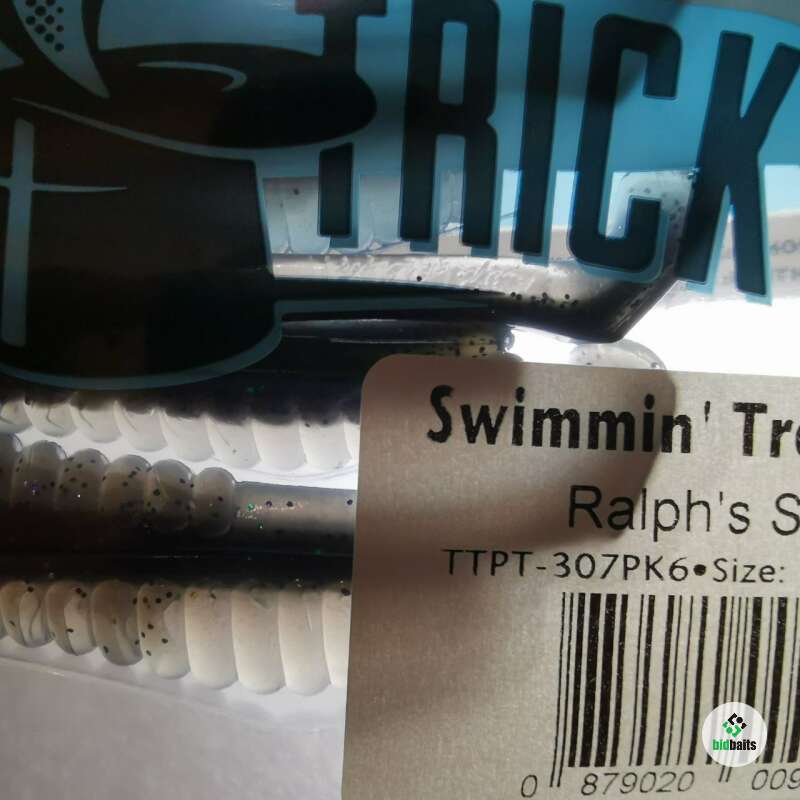 TRICK
Swimmin' Tr
Ralph's S
TTPT-307PK6•Size:
0 879020 009
bidbaits